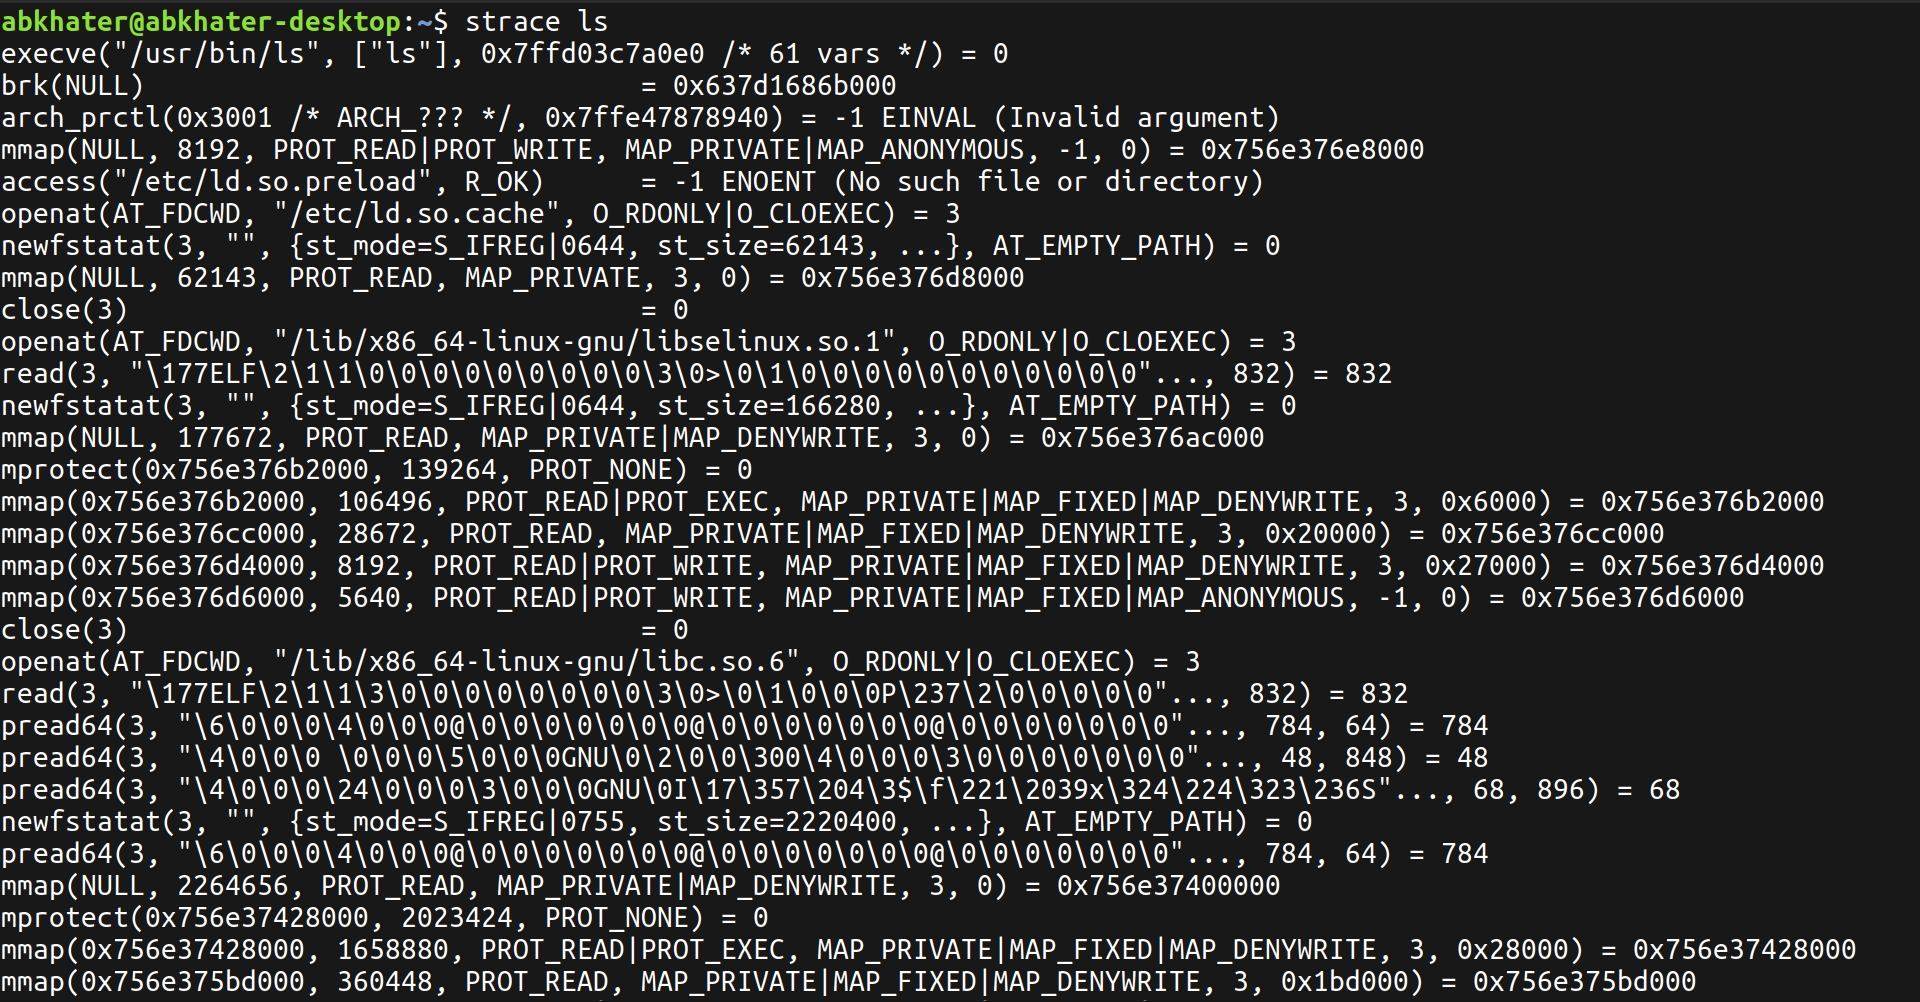 abkhater@abkhater-desktop:~$ strace ls
execve("/usr/bin/ls", ["ls"], 0x7ffd03c7a0e0 /* 61 vars */) = 0
brk(NULL)                               = 0x637d1686b000
arch_prctl(0x3001 /* ARCH_??? */, 0x7ffe47878940) = -1 EINVAL (Invalid argument)
mmap(NULL, 8192, PROT_READ|PROT_WRITE, MAP_PRIVATE|MAP_ANONYMOUS, -1, 0) = 0x756e376e8000
access("/etc/ld.so.preload", R_OK)      = -1 ENOENT (No such file or directory)
openat(AT_FDCWD, "/etc/ld.so.cache", O_RDONLY|O_CLOEXEC) = 3
newfstatat(3, "", {st_mode=S_IFREG|0644, st_size=62143, ...}, AT_EMPTY_PATH) = 0
mmap(NULL, 62143, PROT_READ, MAP_PRIVATE, 3, 0) = 0x756e376d8000
close(3)                                = 0
openat(AT_FDCWD, "/lib/x86_64-linux-gnu/libselinux.so.1", O_RDONLY|O_CLOEXEC) = 3
read(3, "\177ELF\2\1\1\0\0\0\0\0\0\0\0\0\3\0>\0\1\0\0\0\0\0\0\0\0\0\0\0"..., 832) = 832
newfstatat(3, "", {st_mode=S_IFREG|0644, st_size=166280, ...}, AT_EMPTY_PATH) = 0
mmap(NULL, 177672, PROT_READ, MAP_PRIVATE|MAP_DENYWRITE, 3, 0) = 0x756e376ac000
mprotect(0x756e376b2000, 139264, PROT_NONE) = 0
mmap(0x756e376b2000, 106496, PROT_READ|PROT_EXEC, MAP_PRIVATE|MAP_FIXED|MAP_DENYWRITE, 3, 0x6000) = 0x756e376b2000
mmap(0x756e376cc000, 28672, PROT_READ, MAP_PRIVATE|MAP_FIXED|MAP_DENYWRITE, 3, 0x20000) = 0x756e376cc000
mmap(0x756e376d4000, 8192, PROT_READ|PROT_WRITE, MAP_PRIVATE|MAP_FIXED|MAP_DENYWRITE, 3, 0x27000) = 0x756e376d4000
mmap(0x756e376d6000, 5640, PROT_READ|PROT_WRITE, MAP_PRIVATE|MAP_FIXED|MAP_ANONYMOUS, -1, 0) = 0x756e376d6000
close(3)                                = 0
openat(AT_FDCWD, "/lib/x86_64-linux-gnu/libc.so.6", O_RDONLY|O_CLOEXEC) = 3
read(3, "\177ELF\2\1\1\3\0\0\0\0\0\0\0\0\3\0>\0\1\0\0\0P\237\2\0\0\0\0\0"..., 832) = 832
pread64(3, "\6\0\0\0\4\0\0\0@\0\0\0\0\0\0\0@\0\0\0\0\0\0\0@\0\0\0\0\0\0\0"..., 784, 64) = 784
pread64(3, "\4\0\0\0 \0\0\0\5\0\0\0GNU\0\2\0\0\300\4\0\0\0\3\0\0\0\0\0\0\0"..., 48, 848) = 48
pread64(3, "\4\0\0\0\24\0\0\0\3\0\0\0GNU\0I\17\357\204\3$\f\221\2039x\324\224\323\236S"..., 68, 896) = 68
newfstatat(3, "", {st_mode=S_IFREG|0755, st_size=2220400, ...}, AT_EMPTY_PATH) = 0
pread64(3, "\6\0\0\0\4\0\0\0@\0\0\0\0\0\0\0@\0\0\0\0\0\0\0@\0\0\0\0\0\0\0"..., 784, 64) = 784
mmap(NULL, 2264656, PROT_READ, MAP_PRIVATE|MAP_DENYWRITE, 3, 0) = 0x756e37400000
mprotect(0x756e37428000, 2023424, PROT_NONE) = 0
mmap(0x756e37428000, 1658880, PROT_READ|PROT_EXEC, MAP_PRIVATE|MAP_FIXED|MAP_DENYWRITE, 3, 0x28000) = 0x756e37428000
mmap(0x756e375bd000, 360448, PROT_READ, MAP_PRIVATE|MAP_FIXED|MAP_DENYWRITE, 3, 0x1bd000) = 0x756e375bd000